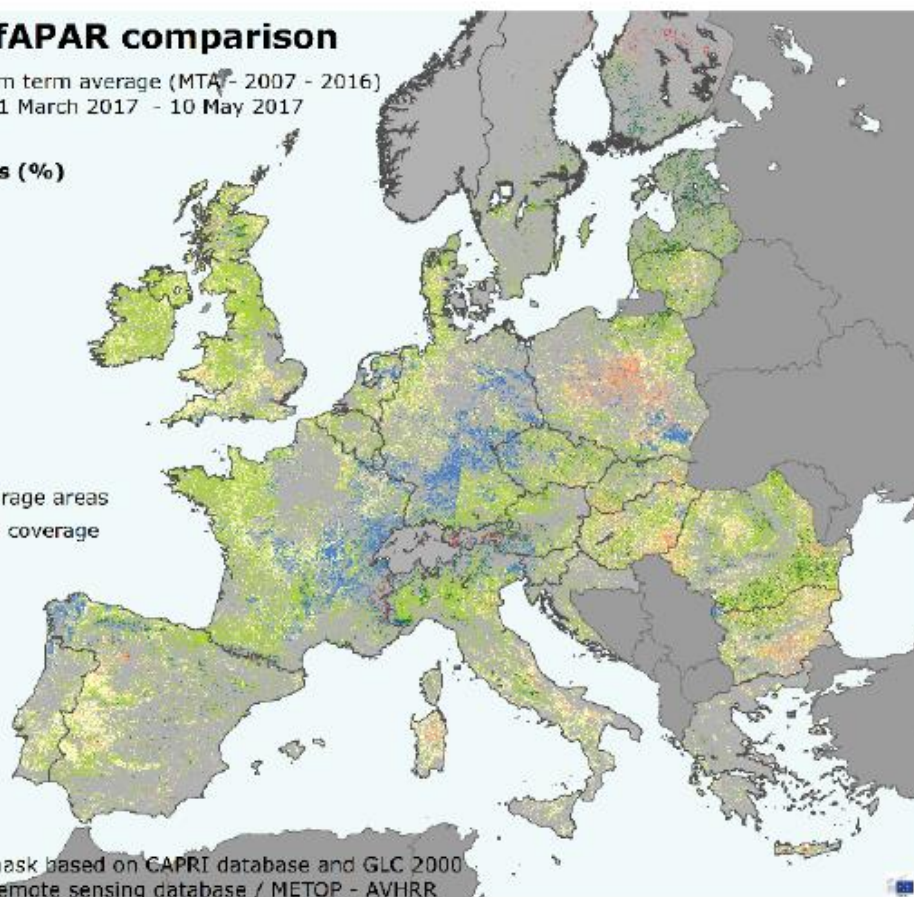 fAPAR comparison
m term average (MTA - 2007 - 2016)
1 March 2017 - 10 May 2017
s (%)
rage areas
coverage
mask based on CAPRI database and GLC 2000
emote sensing database / METOP - AVHRR